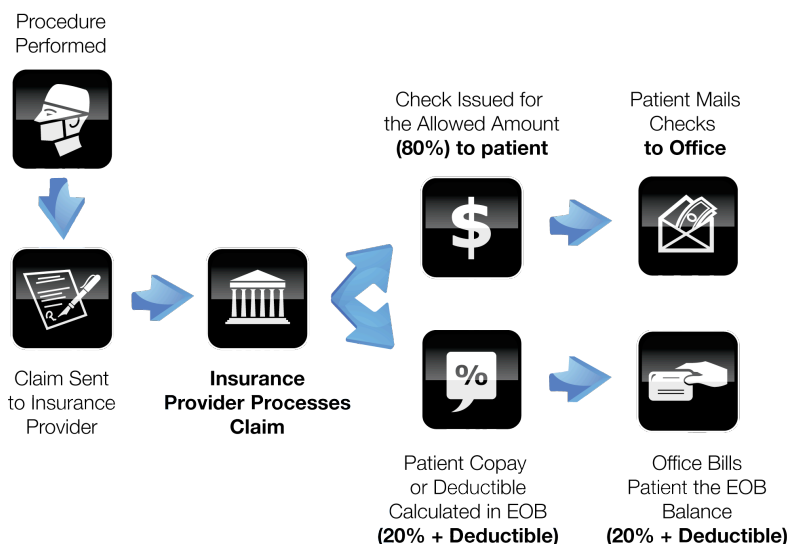 Procedure
Performed
Claim Sent
to Insurance
Provider
Insurance
Provider Processes
Claim
Check Issued for
the Allowed Amount
(80%) to patient
$
Patient Mails
Checks
to Office
%
Patient Copay
or Deductible
Calculated in EOB
(20% + Deductible)
Office Bills
Patient the EOB
Balance
(20% + Deductible)